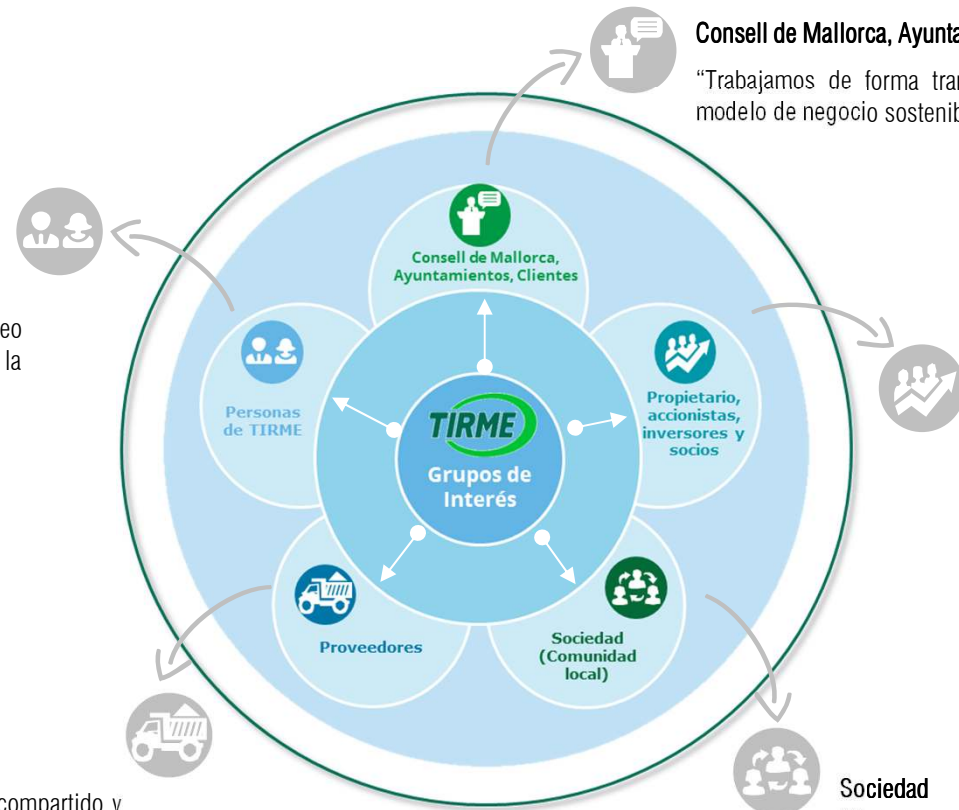 Consell de Mallorca, Ayunta
“Trabajamos de forma tran
modelo de negocio sostenib
Consell de Mallorca,
Ayuntamientos, Clientes
eo
la
Personas
de TIRME
Propietario,
accionistas,
inversores y
socios
TIRME
Grupos de
Interés
Proveedores
Sociedad
(Comunidad
local)
Sociedad
compartido y